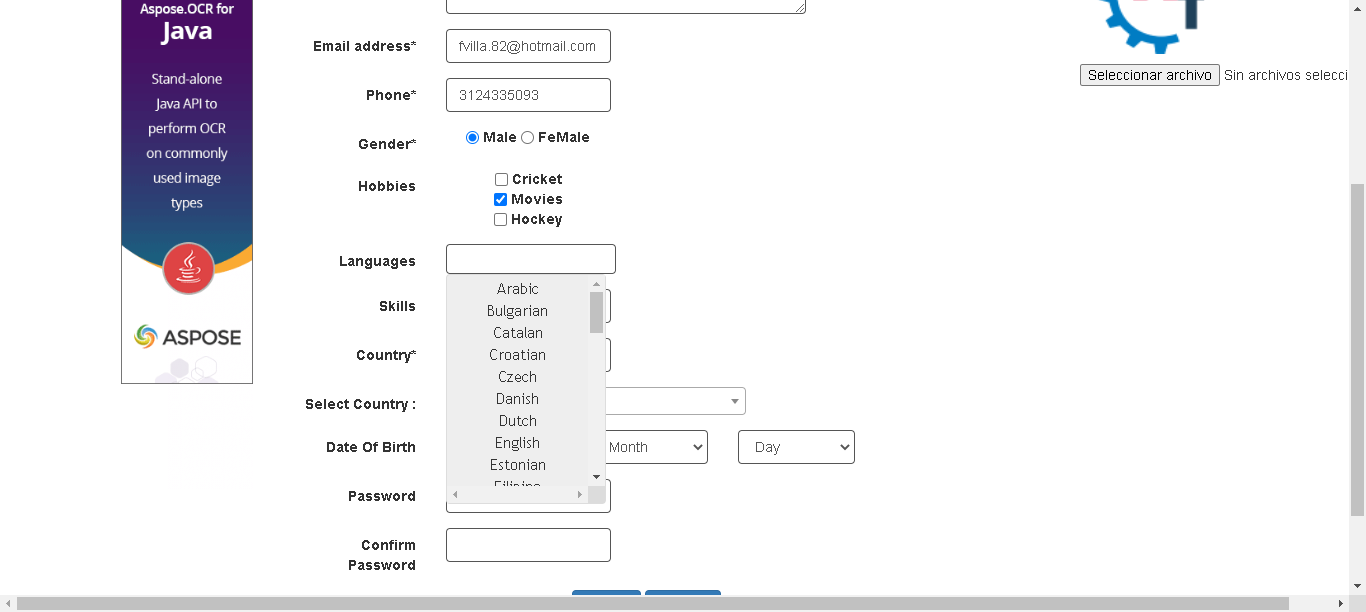 Aspose.OCR for
Java
Stand-alone
Java API to
perform OCR
on commonly
used image
types
ASPOSE
Email address*
fvilla.82@hotmail.com
Phone*
3124335093
Gender*
Male FeMale
Hobbies
Cricket
Movies
Hockey
Languages
Arabic
Bulgarian
Catalan
Croatian
Czech
Danish
Dutch
English
Estonian
Filipino
Skills
Country*
Select Country :
Date Of Birth
Month
Day
Password
Confirm
Password
Seleccionar archivo Sin archivos selecci